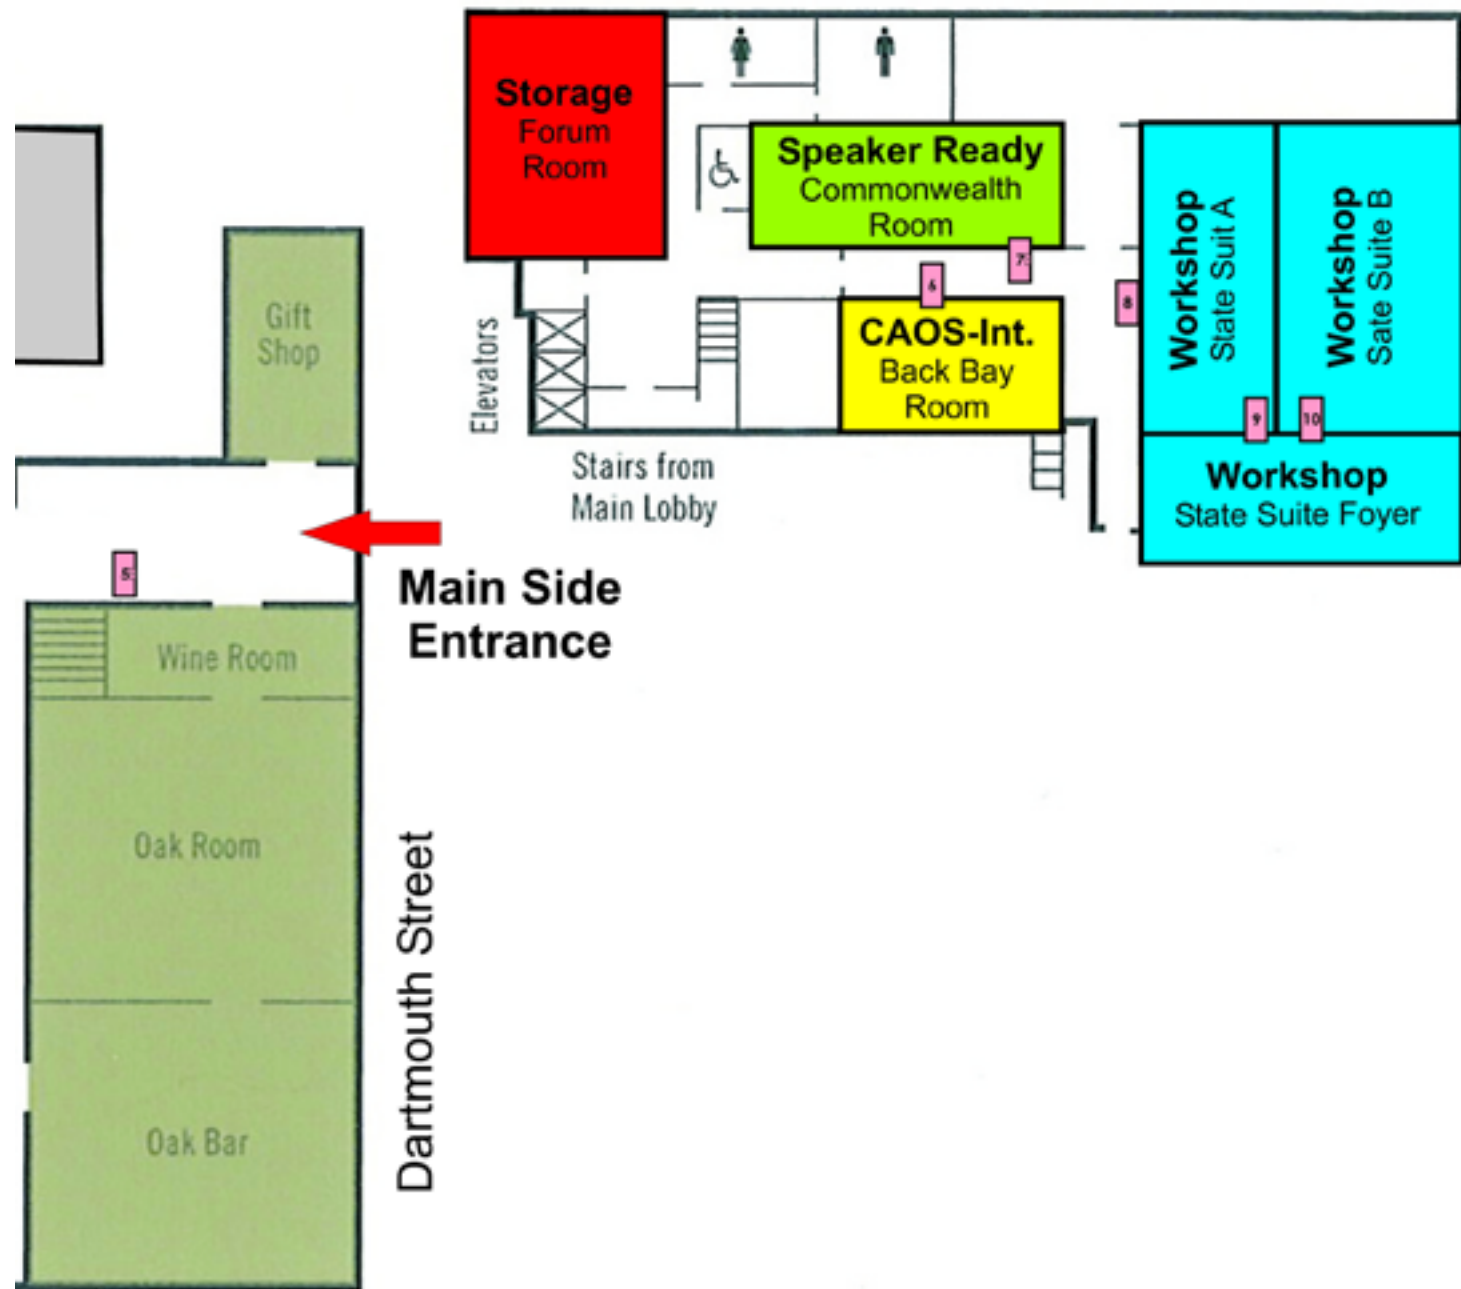 Storage
Forum
Room
Speaker Ready
Commonwealth
Room
7:
6
8
CAOS-Int.
Back Bay
Room
Workshop
State Suit A
Workshop
Sate Suite B
9
10
Workshop
State Suite Foyer
Elevators
Stairs from
Main Lobby
Gift
Shop
Main Side
Entrance
5:
Wine Room
Oak Room
Oak Bar
Dartmouth Street